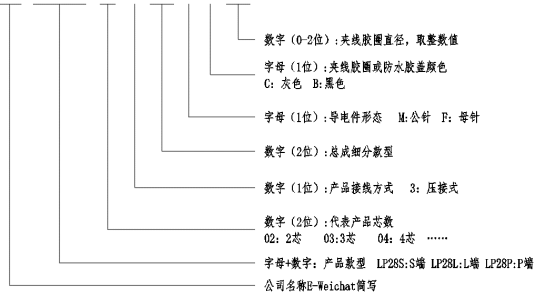 数字（0-2位）:夹线胶圈直径，取整数值
字母（1位）:夹线胶圈或防水胶盖颜色
C: 灰色 B:黑色
字母（1位）:导电件形态 M:公针 F: 母针
数字（2位）:总成细分款型
数字（1位）:产品接线方式 3: 压接式
数字（2位）:代表产品芯数
02: 2芯 03:3芯 04: 4芯 ……
字母+数字: 产品款型 LP28S:S端 LP28L:L端 LP28P:P端
公司名称E-Weichat简写